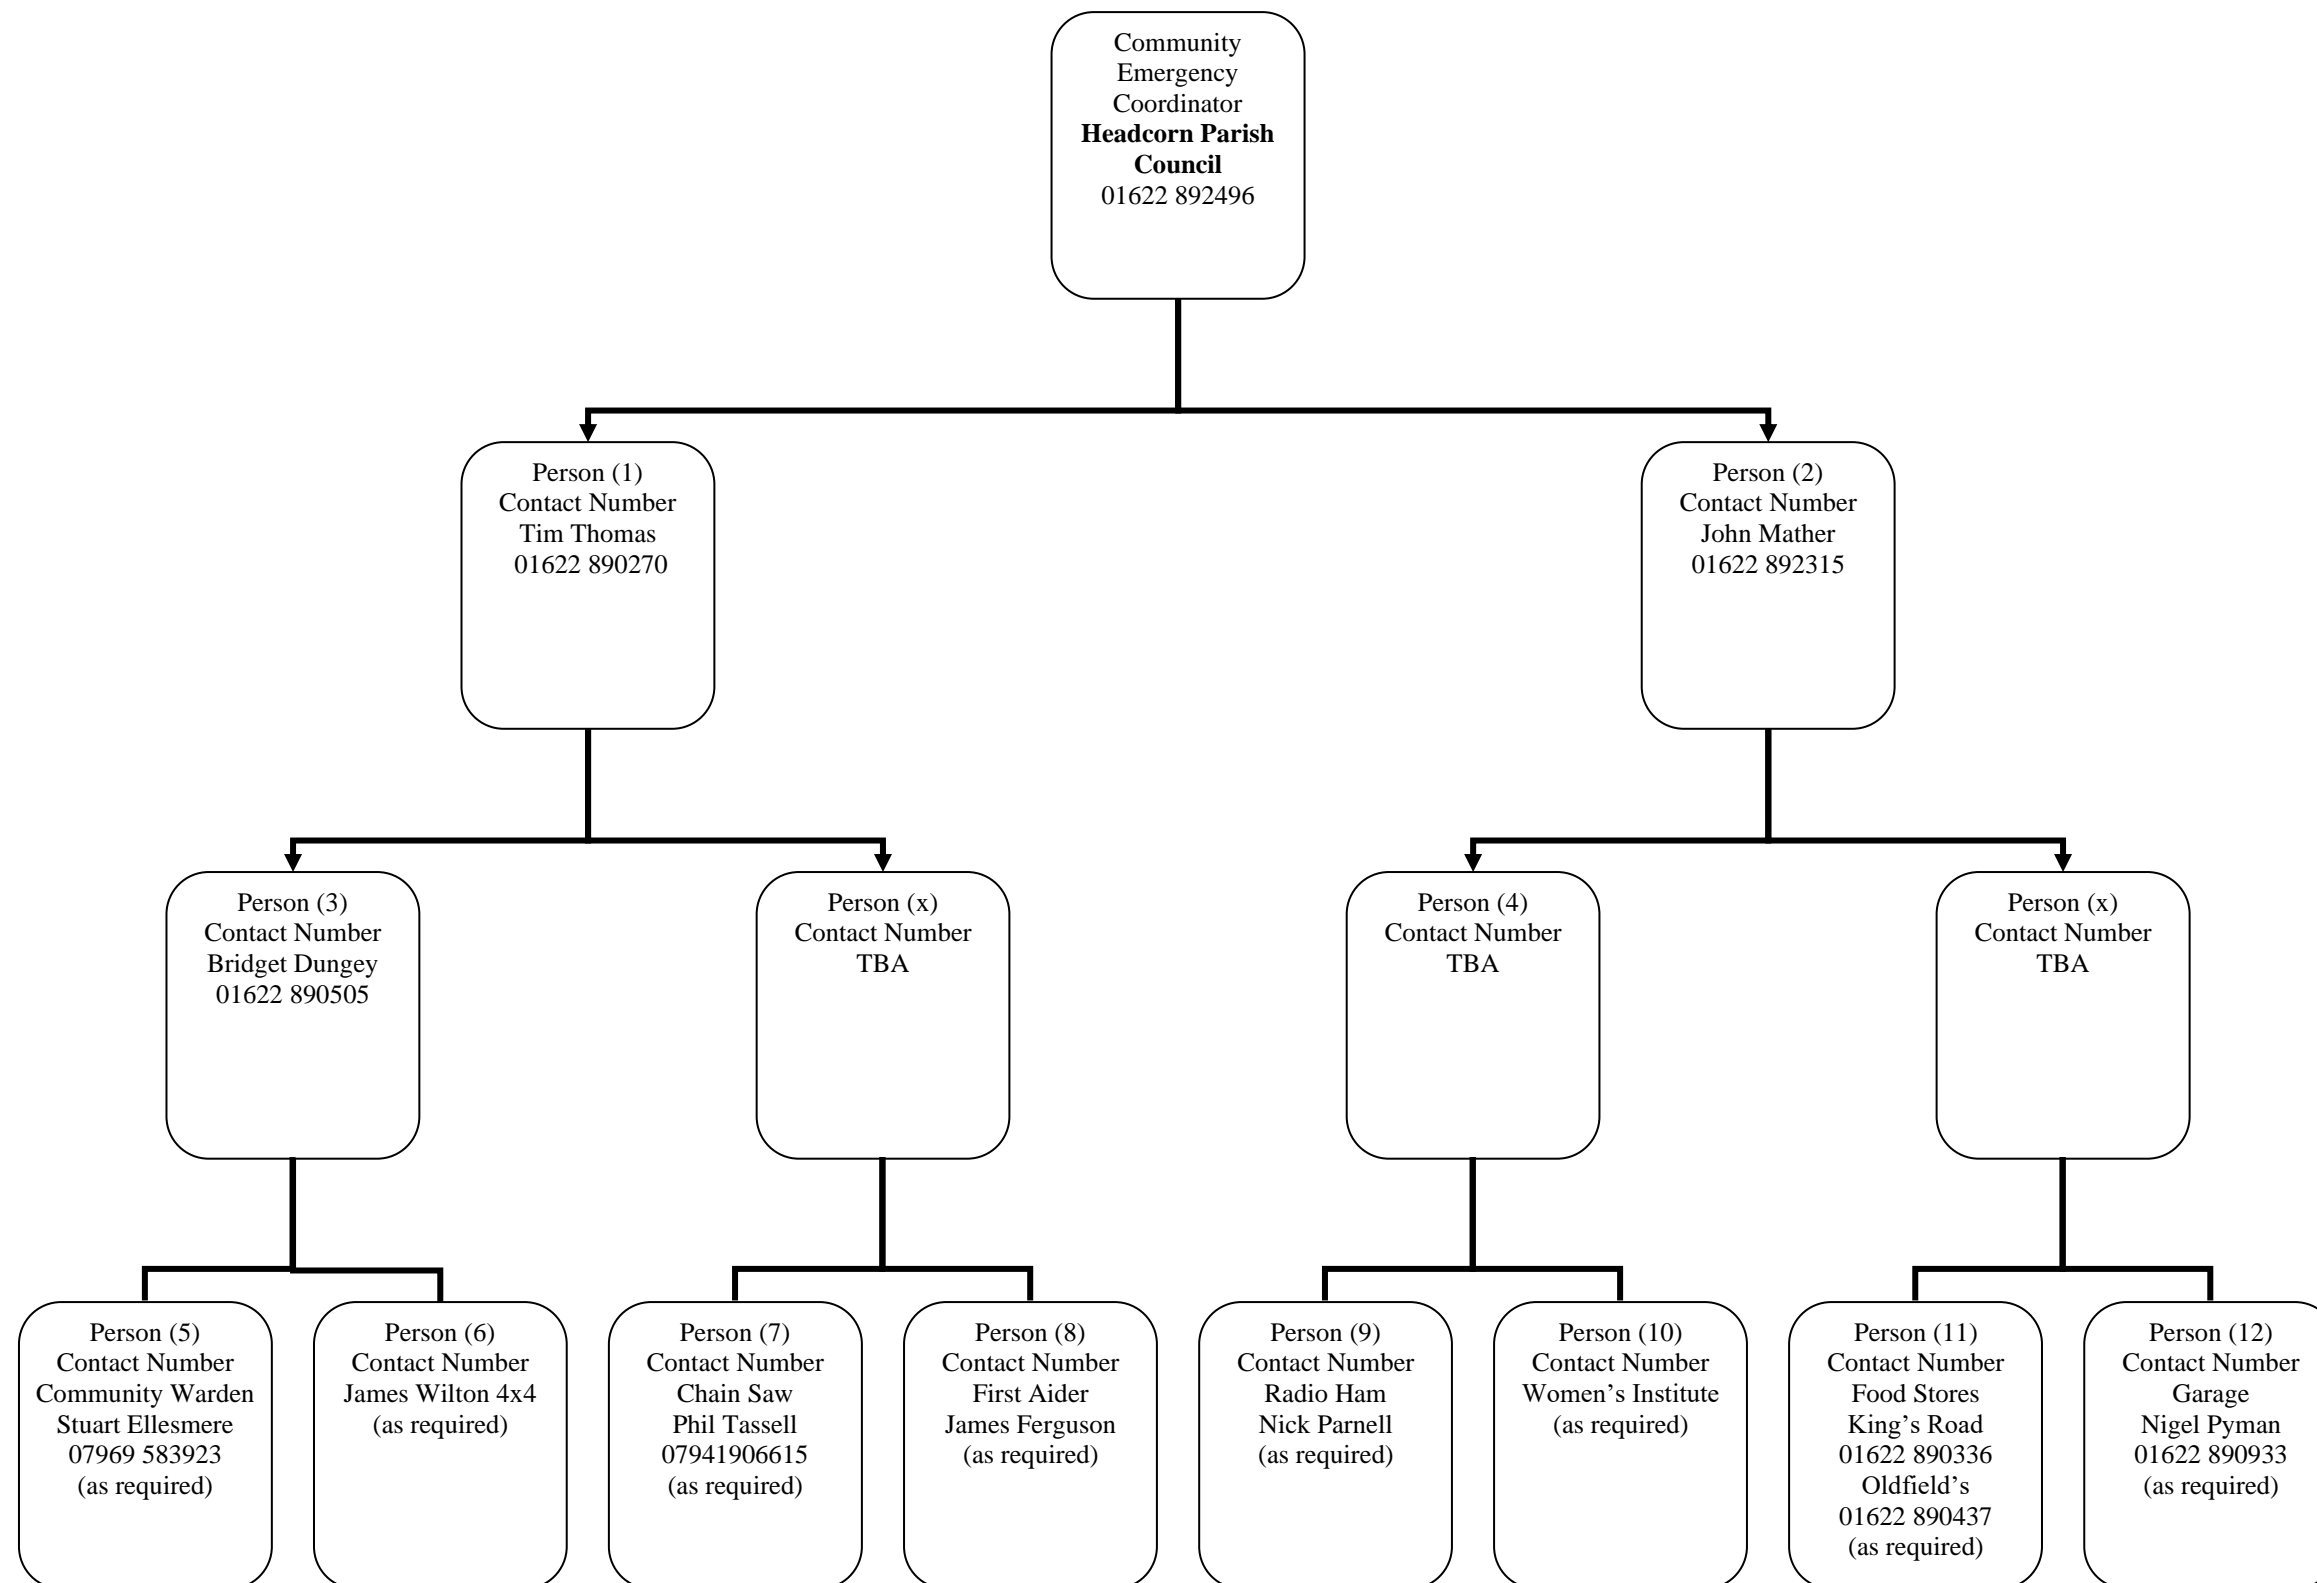 Community
Emergency
Coordinator
Headcorn Parish
Council
01622 892496
Person (1)
Contact Number
Tim Thomas
01622 890270
Person (2)
Contact Number
John Mather
01622 892315
Person (3)
Contact Number
Bridget Dungey
01622 890505
Person (x)
Contact Number
TBA
Person (4)
Contact Number
TBA
Person (x)
Contact Number
TBA
Person (5)
Contact Number
Community Warden
Stuart Ellesmere
07969 583923
(as required)
Person (6)
Contact Number
James Wilton 4x4
(as required)
Person (7)
Contact Number
Chain Saw
Phil Tassell
07941906615
(as required)
Person (8)
Contact Number
First Aider
James Ferguson
(as required)
Person (9)
Contact Number
Radio Ham
Nick Parnell
(as required)
Person (10)
Contact Number
Women’s Institute
(as required)
Person (11)
Contact Number
Food Stores
King’s Road
01622 890336
Oldfield’s
01622 890437
(as required)
Person (12)
Contact Number
Garage
Nigel Pyman
01622 890933
(as required)